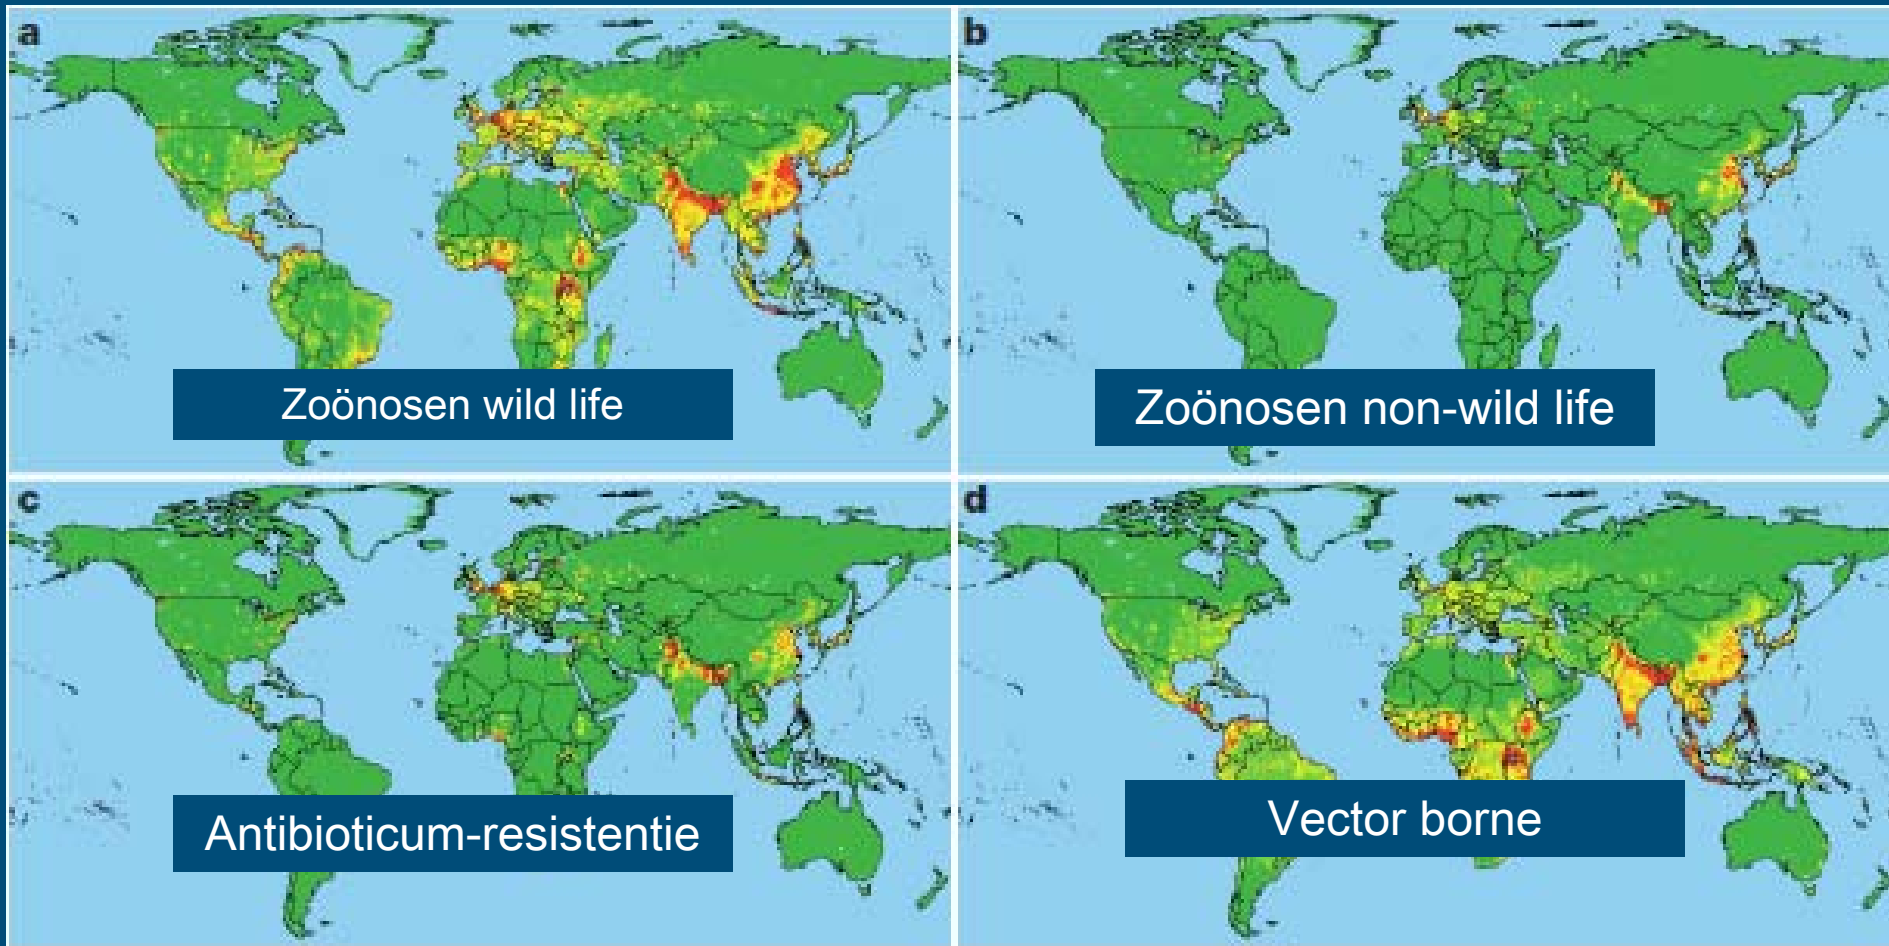 a
Zoönosen wild life
b
Zoönosen non-wild life
c
Antibioticum-resistentie
d
Vector borne